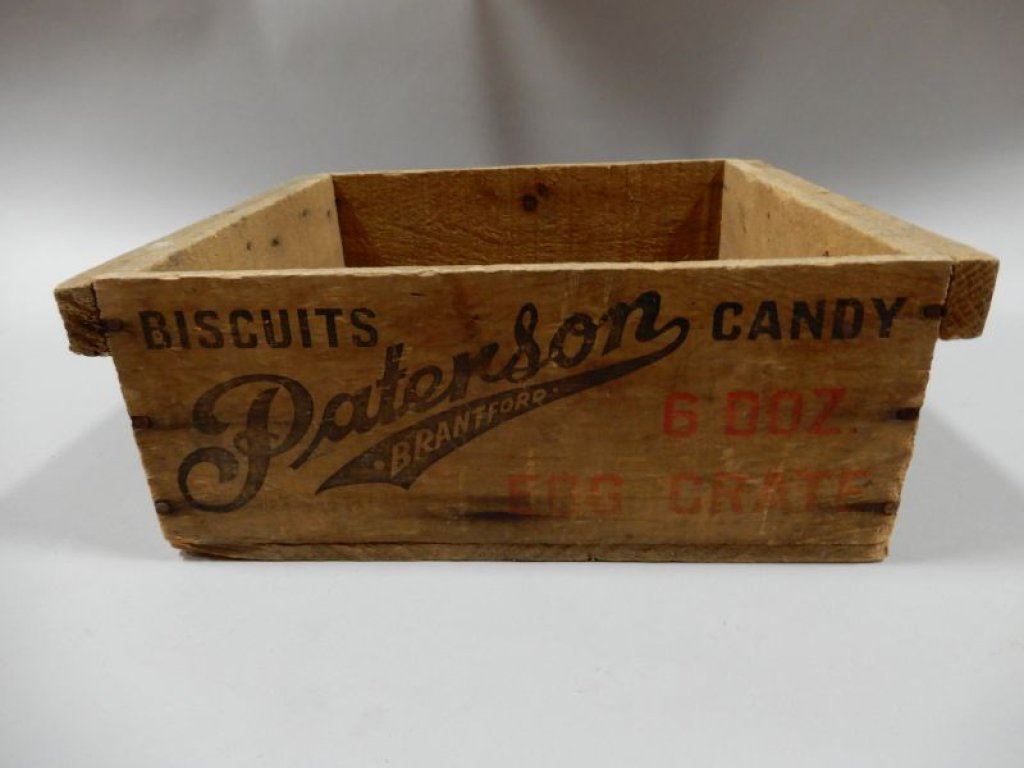 BISCUITS
Paterson
CANDY
·BRANTFORD·
6 DOZ.
EGG CRATE